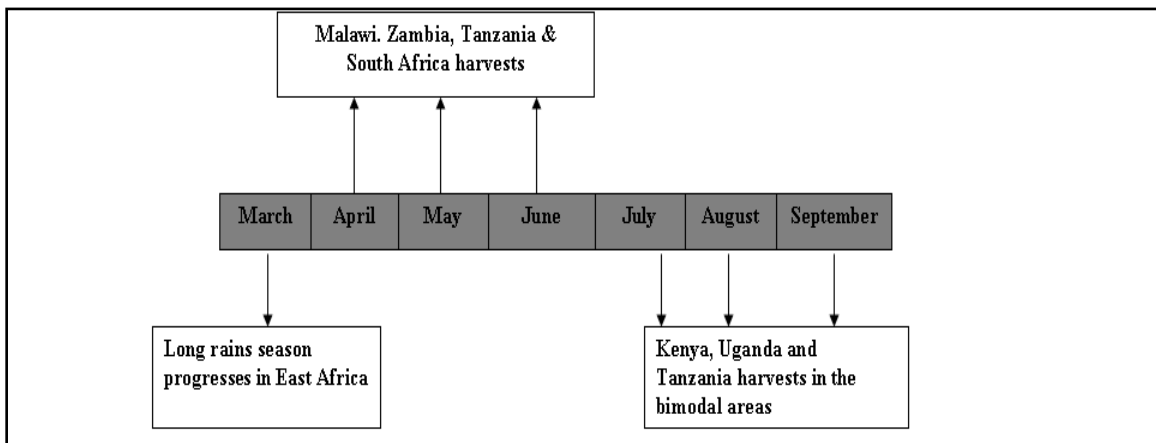 Malawi. Zambia, Tanzania &
South Africa harvests
March April May June July August September
Long rains season
progresses in East Africa
Kenya, Uganda and
Tanzania harvests in the
bimodal areas